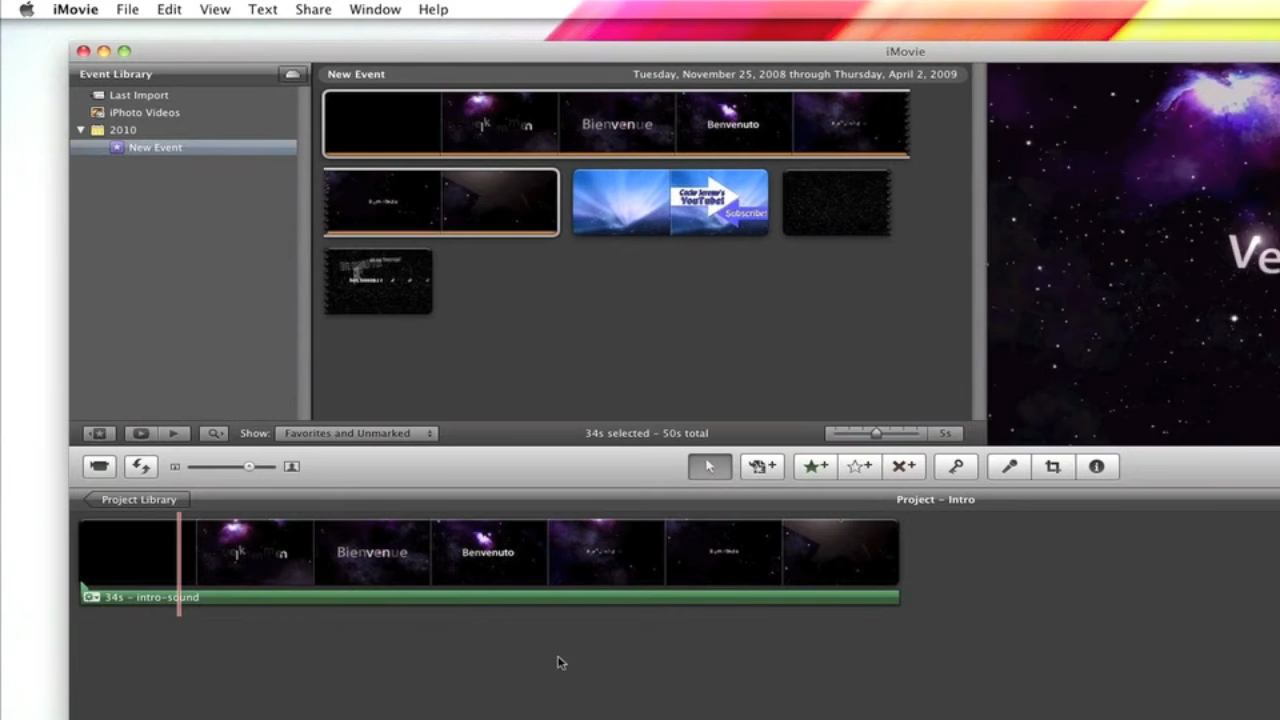 iMovie File Edit View Text Share Window Help
iMovie
Event Library
New Event
Tuesday, November 25, 2008 through Thursday, April 2, 2009
Last Import
iPhoto Videos
2010
New Event
Bienvenue
Benvenuto
YouTube!
Subscribe!
Ve
Show: Favorites and Unmarked
34s selected – 50s total
5s
Project Library
Project – Intro
Bienvenue
Benvenuto
34s – intro-sound